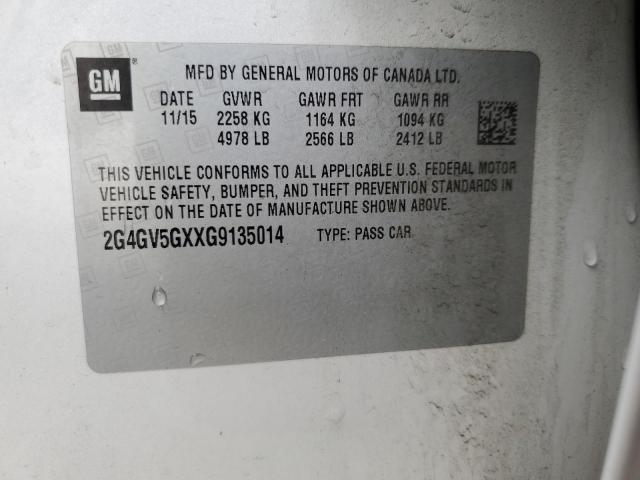 GM
MFD BY GENERAL MOTORS OF CANADA LTD.
DATE GVWR GAWR FRT GAWR RR
11/15 2258 KG 1164 KG 1094 KG
4978 LB 2566 LB 2412 LB
THIS VEHICLE CONFORMS TO ALL APPLICABLE U.S. FEDERAL MOTOR
VEHICLE SAFETY, BUMPER, AND THEFT PREVENTION STANDARDS IN
EFFECT ON THE DATE OF MANUFACTURE SHOWN ABOVE.
2G4GV5GXXG9135014 TYPE: PASS CAR